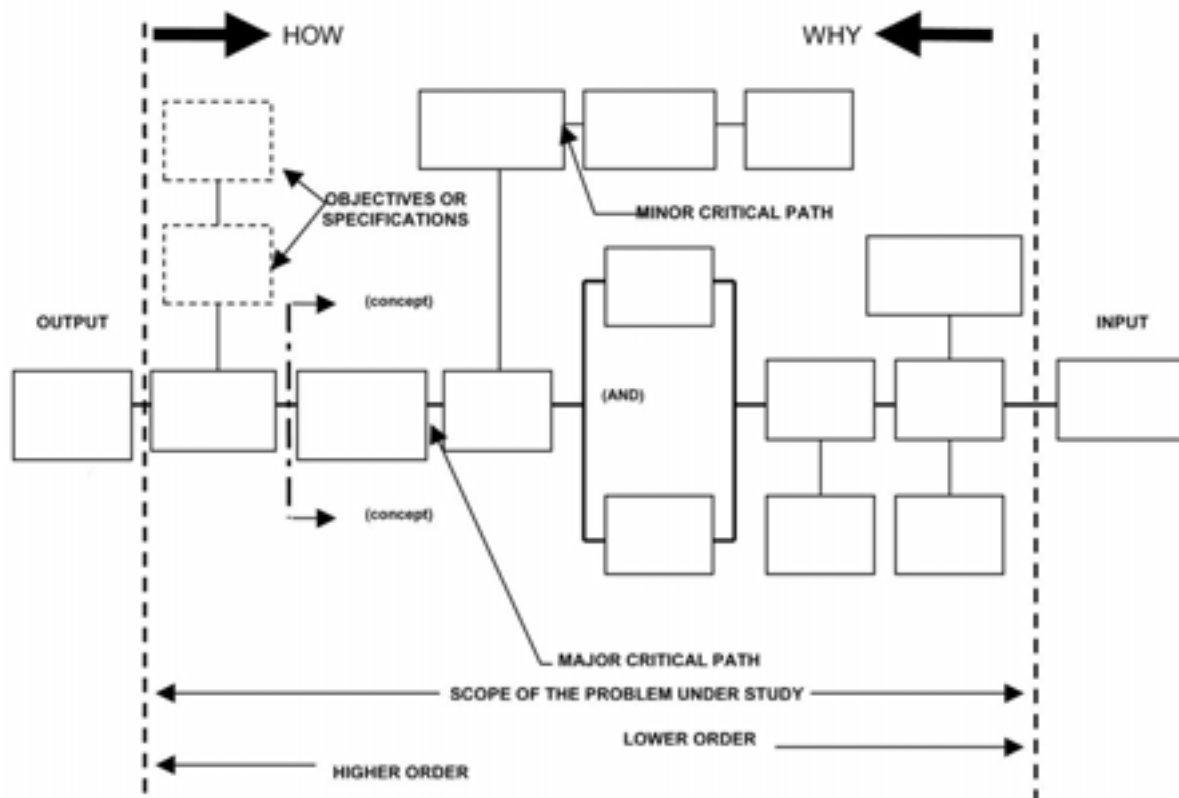 HOW
WHY
OBJECTIVES OR
SPECIFICATIONS
MINOR CRITICAL PATH
(concept)
OUTPUT
INPUT
(AND)
(concept)
MAJOR CRITICAL PATH
SCOPE OF THE PROBLEM UNDER STUDY
LOWER ORDER
HIGHER ORDER